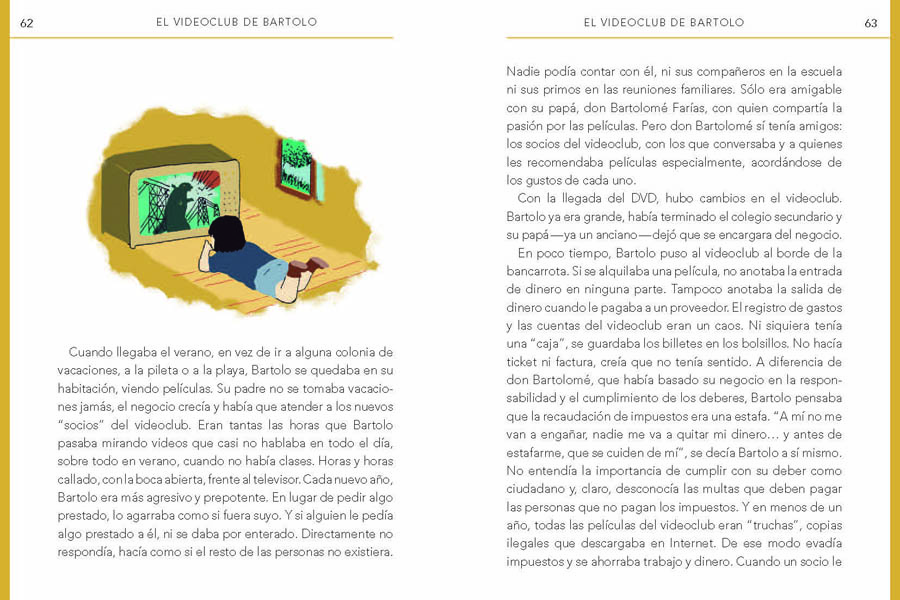 62
EL VIDEOCLUB DE BARTOLO
Cuando llegaba el verano, en vez de ir a alguna colonia de
vacaciones, a la pileta o a la playa, Bartolo se quedaba en su
habitación, viendo películas. Su padre no se tomaba vacacio-
nes jamás, el negocio crecía y había que atender a los nuevos
“socios” del videoclub. Eran tantas las horas que Bartolo
pasaba mirando videos que casi no hablaba en todo el día,
sobre todo en verano, cuando no había clases. Horas y horas
callado, con la boca abierta, frente al televisor. Cada nuevo año,
Bartolo era más agresivo y prepotente. En lugar de pedir algo
prestado, lo agarraba como si fuera suyo. Y si alguien le pedía
algo prestado a él, ni se daba por enterado. Directamente no
respondía, hacía como si el resto de las personas no existiera.
EL VIDEOCLUB DE BARTOLO
63
Nadie podía contar con él, ni sus compañeros en la escuela
ni sus primos en las reuniones familiares. Sólo era amigable
con su papá, don Bartolomé Farías, con quien compartía la
pasión por las películas. Pero don Bartolomé sí tenía amigos:
los socios del videoclub, con los que conversaba y a quienes
les recomendaba películas especialmente, acordándose de
los gustos de cada uno.
Con la llegada del DVD, hubo cambios en el videoclub.
Bartolo ya era grande, había terminado el colegio secundario y
su papá—ya un anciano—dejó que se encargara del negocio.
En poco tiempo, Bartolo puso al videoclub al borde de la
bancarrota. Si se alquilaba una película, no anotaba la entrada
de dinero en ninguna parte. Tampoco anotaba la salida de
dinero cuando le pagaba a un proveedor. El registro de gastos
y las cuentas del videoclub eran un caos. Ni siquiera tenía
una “caja”, se guardaba los billetes en los bolsillos. No hacía
ticket ni factura, creía que no tenía sentido. A diferencia de
don Bartolomé, que había basado su negocio en la respon-
sabilidad y el cumplimiento de los deberes, Bartolo pensaba
que la recaudación de impuestos era una estafa. “A mí no me
van a engañar, nadie me va a quitar mi dinero… y antes de
estafarme, que se cuiden de mí”, se decía Bartolo a sí mismo.
No entendía la importancia de cumplir con su deber como
ciudadano y, claro, desconocía las multas que deben pagar
las personas que no pagan los impuestos. Y en menos de un
año, todas las películas del videoclub eran “truchas”, copias
ilegales que descargaba en Internet. De ese modo evadía
impuestos y se ahorraba trabajo y dinero. Cuando un socio le